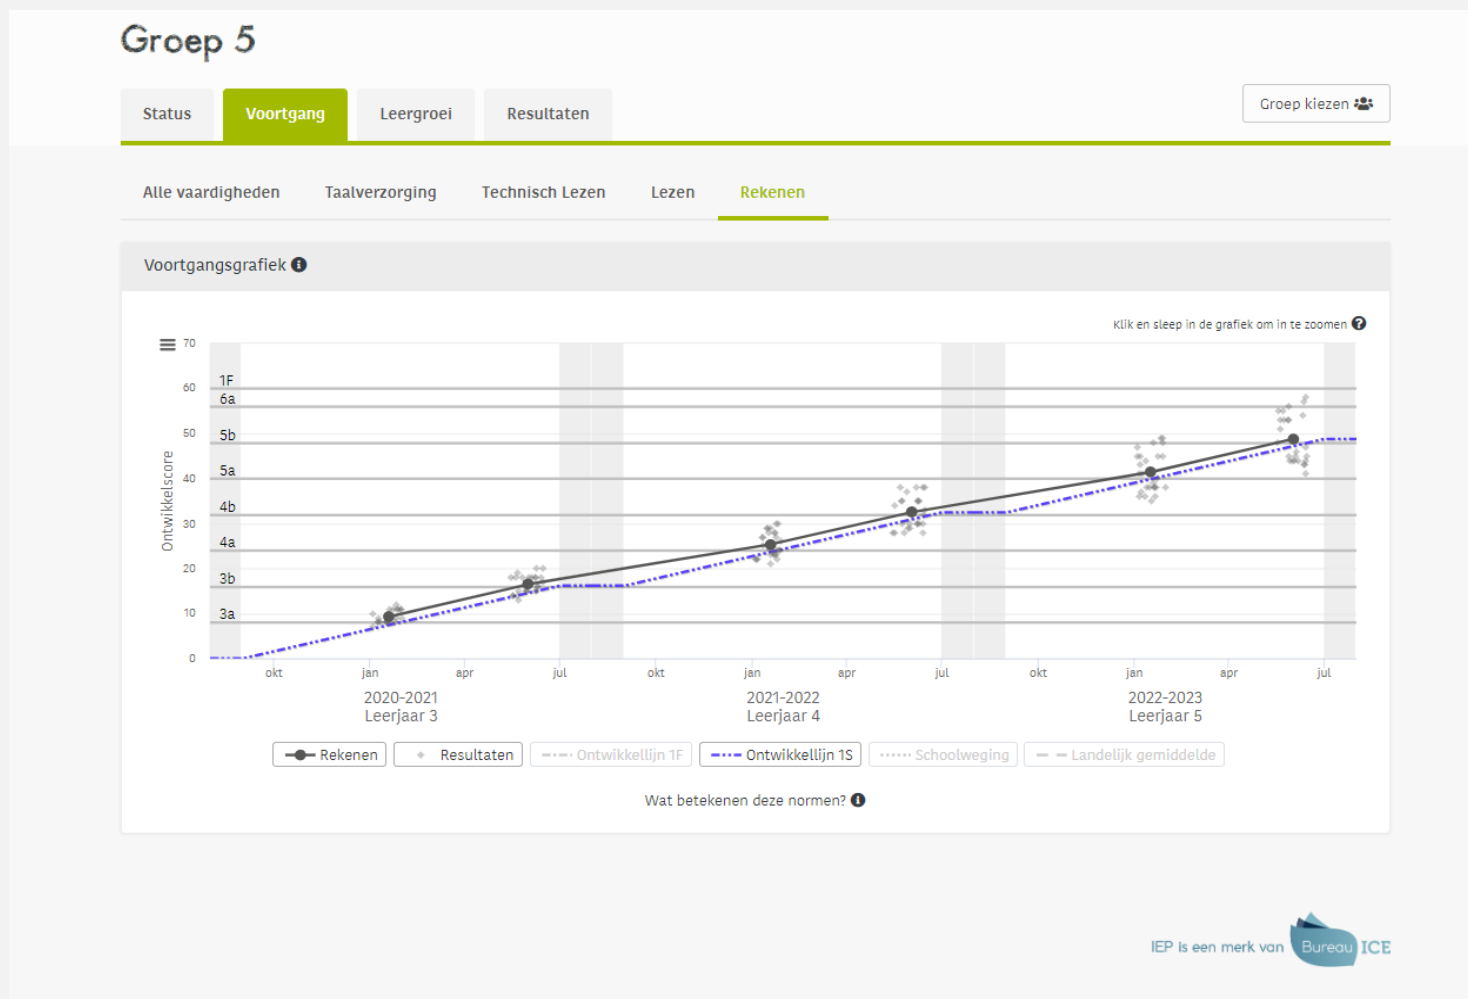 Groep 5
Status
Voortgang
Leergroei
Resultaten
Groep kiezen
Alle vaardigheden
Taalverzorging
Technisch Lezen
Lezen
Rekenen
Voortgangsgrafiek
Klik en sleep in de grafiek om in te zoomen
Ontwikkelscore
70
60
50
40
30
20
10
0
1F
6a
5b
5a
4b
4a
3b
3a
okt
jan
apr
jul
okt
jan
apr
jul
okt
jan
apr
jul
2020-2021
Leerjaar 3
2021-2022
Leerjaar 4
2022-2023
Leerjaar 5
Rekenen
Resultaten
Ontwikkellijn 1F
Ontwikkellijn 1S
Schoolweging
Landelijk gemiddelde
Wat betekenen deze normen?
IEP is een merk van Bureau ICE